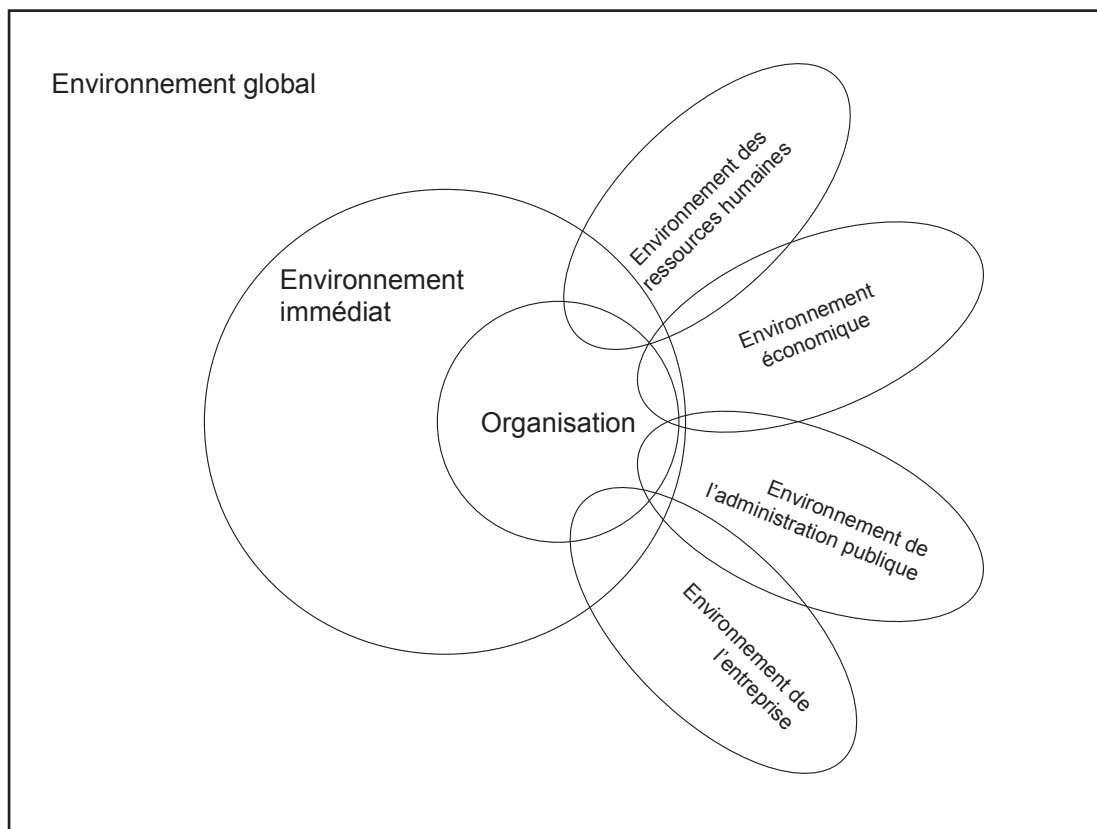 Environnement global
Environnement des
ressources humaines
Environnement
immédiat
Environnement
économique
Organisation
Environnement de
l'administration publique
Environnement de
l'entreprise